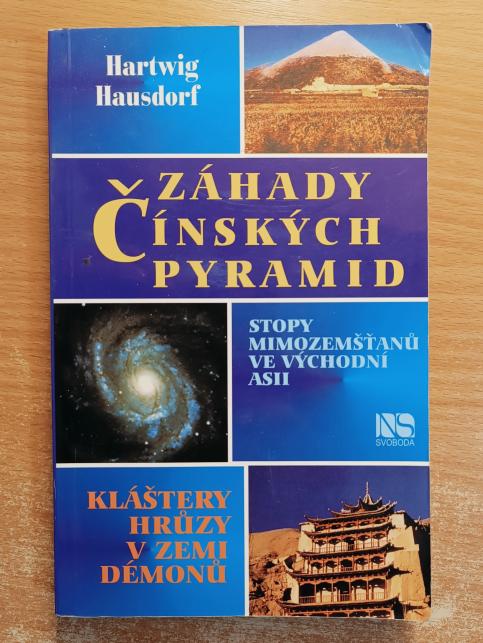 Hartwig
Hausdorf
ZÁHADY
ČÍNSKÝCH
PYRAMID
STOPY
MIMOZEMŠŤANŮ
VE VÝCHODNÍ
ASII
NS
SVOBODA
KLÁŠTERY
HRŮZY
V ZEMI
DÉMONŮ